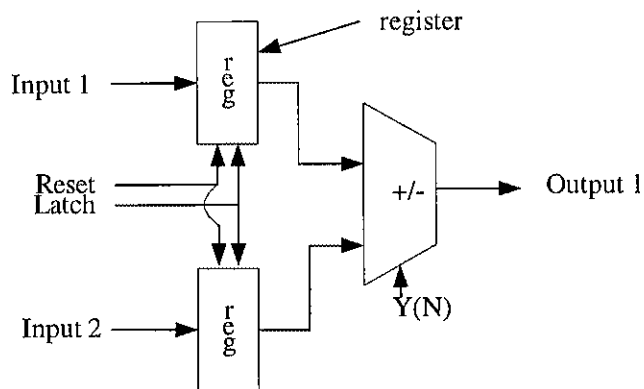 register
reg
Input 1
Reset
Latch
+/-
Output 1
Y(N)
reg
Input 2